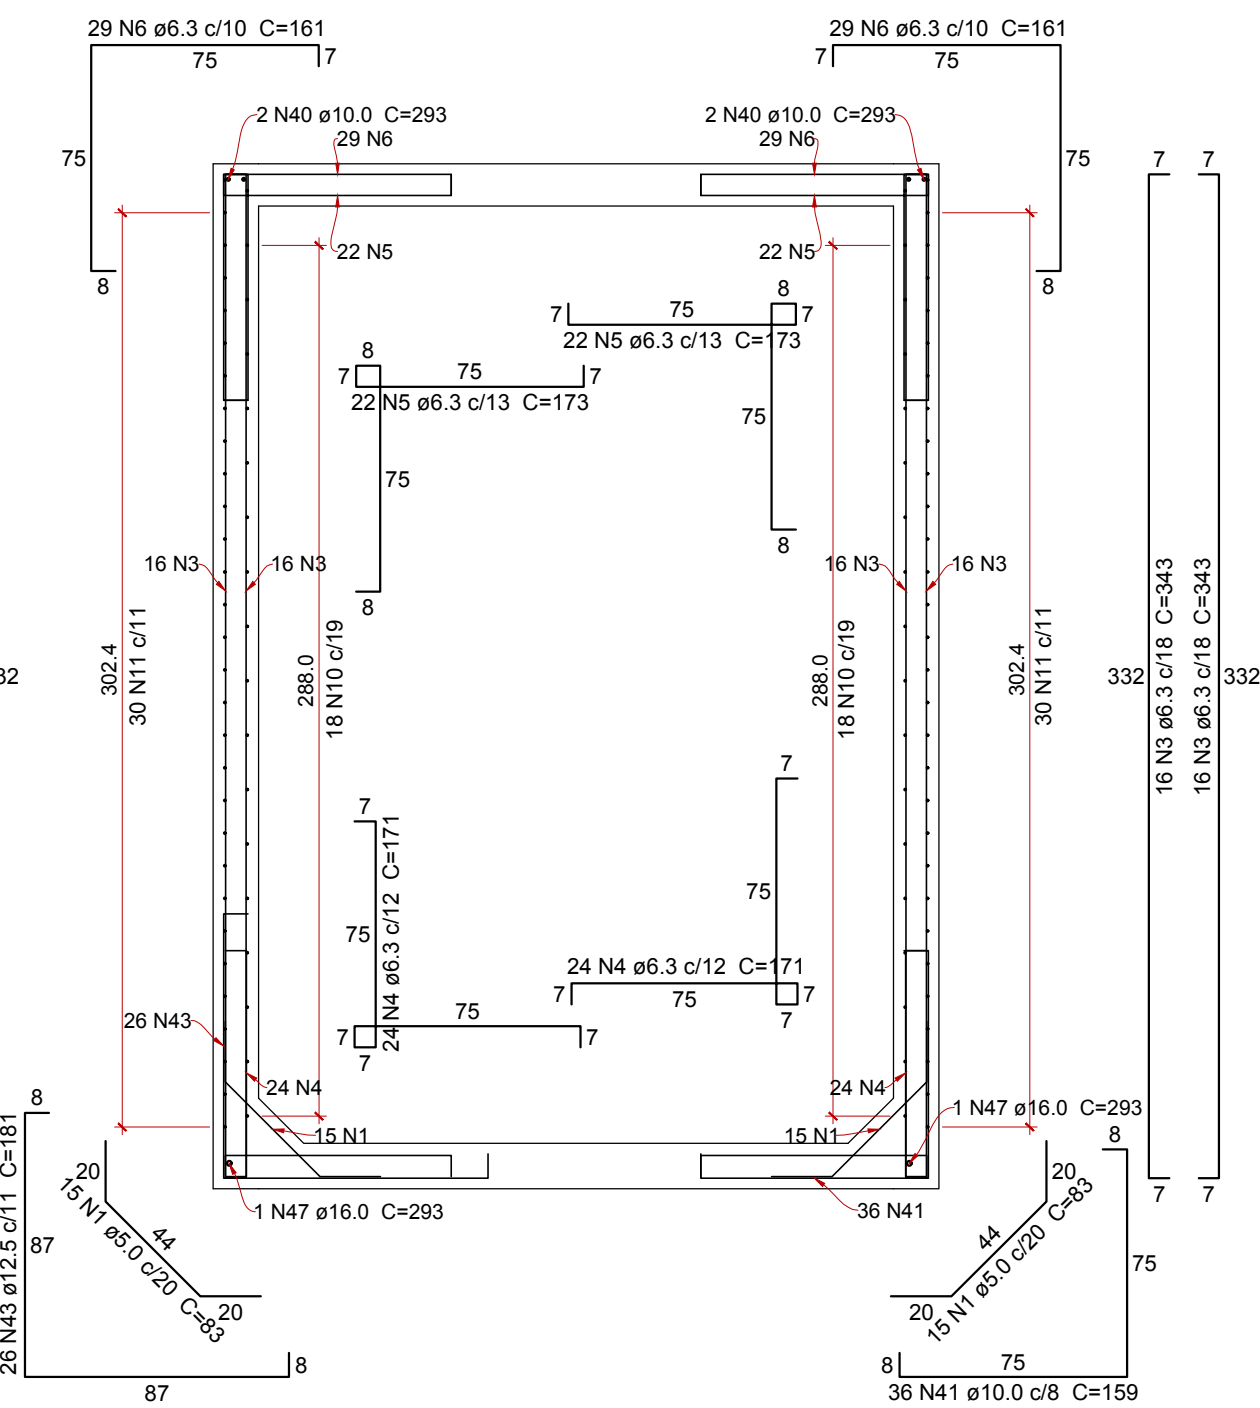 29 N6 ø6.3 c/10 C=161
75
7
75
8
29 N6 ø6.3 c/10 C=161
7
75
75
8
2 N40 ø10.0 C=293
29 N6
22 N5
2 N40 ø10.0 C=293
29 N6
22 N5
7
7
8
7
75
7
22 N5 ø6.3 c/13 C=173
75
8
8
7
75
7
22 N5 ø6.3 c/13 C=173
75
8
16 N3
16 N3
16 N3
16 N3
302.4
30 N11 c/11
288.0
18 N10 c/19
288.0
18 N10 c/19
302.4
30 N11 c/11
332
16 N3 ø6.3 c/18 C=343
16 N3 ø6.3 c/18 C=343
332
7
7
32
7
75
24 N4 ø6.3 c/12 C=171
75
7
7
7
7
75
24 N4 ø6.3 c/12 C=171
7
75
7
7
26 N43
24 N4
15 N1
24 N4
15 N1
1 N47 ø16.0 C=293
1 N47 ø16.0 C=293
36 N41
8
26 N43 ø12.5 c/11 C=181
87
87
8
20
44
15 N1 ø5.0 c/20 C=83
20
20
44
15 N1 ø5.0 c/20 C=83
20
8
75
8
75
36 N41 ø10.0 c/8 C=159